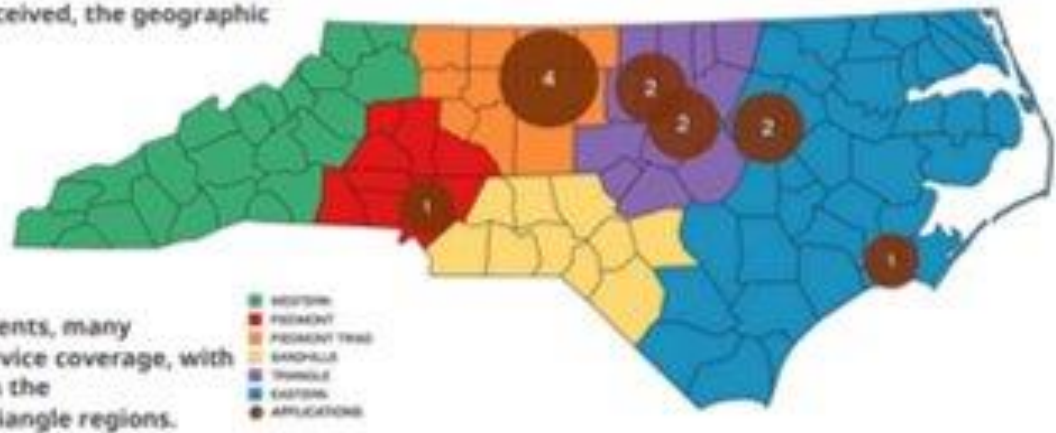 ceived, the geographic
4
2
2
2
1
1
ents, many
rvice coverage, with
the
iangle regions.
WESTERN
PIEDMONT
PIEDMONT TRIAD
SANDHILLS
TRIANGLE
EASTERN
APPLICATIONS